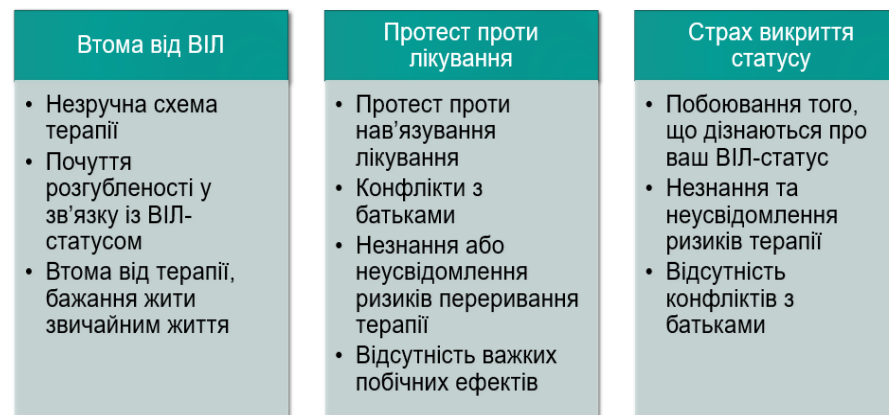 Втома від ВІЛ
• Незручна схема
терапії
• Почуття
розгубленості у
зв’язку із ВІЛ-
статусом
• Втома від терапії,
бажання жити
звичайним життя
Протест проти
лікування
• Протест проти
нав’язування
лікування
• Конфлікти з
батьками
• Незнання або
неусвідомлення
ризиків переривання
терапії
• Відсутність важких
побічних ефектів
Страх викриття
статусу
• Побоювання того,
що дізнаються про
ваш ВІЛ-статус
• Незнання та
неусвідомлення
ризиків терапії
• Відсутність
конфліктів з
батьками